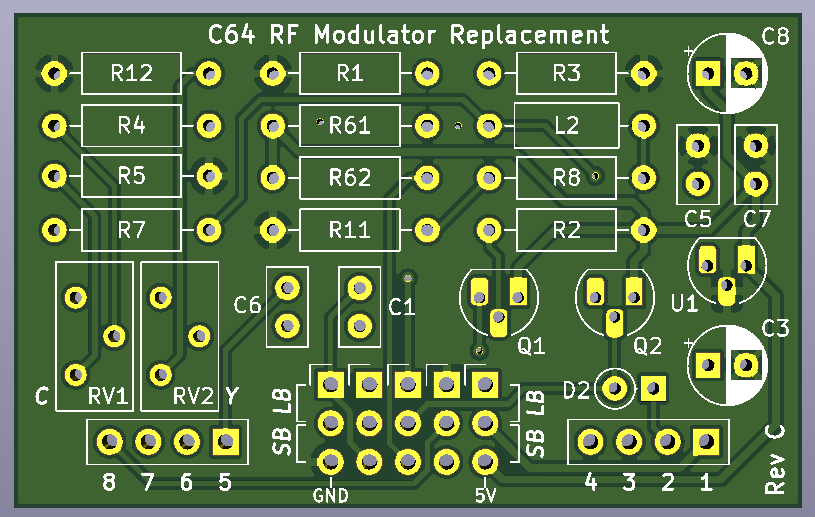 C64 RF Modulator Replacement
C8
+
R12 R1 R3
R4 R61 L2
R5 R62 R8
R7 R11 R2
C5 C7
C6 C1
U1
Q1 Q2
C3
+
C RV1 RV2 Y
D2
LB LB
SB SB
Rev C
8 7 6 5
GND 5V
4 3 2 1